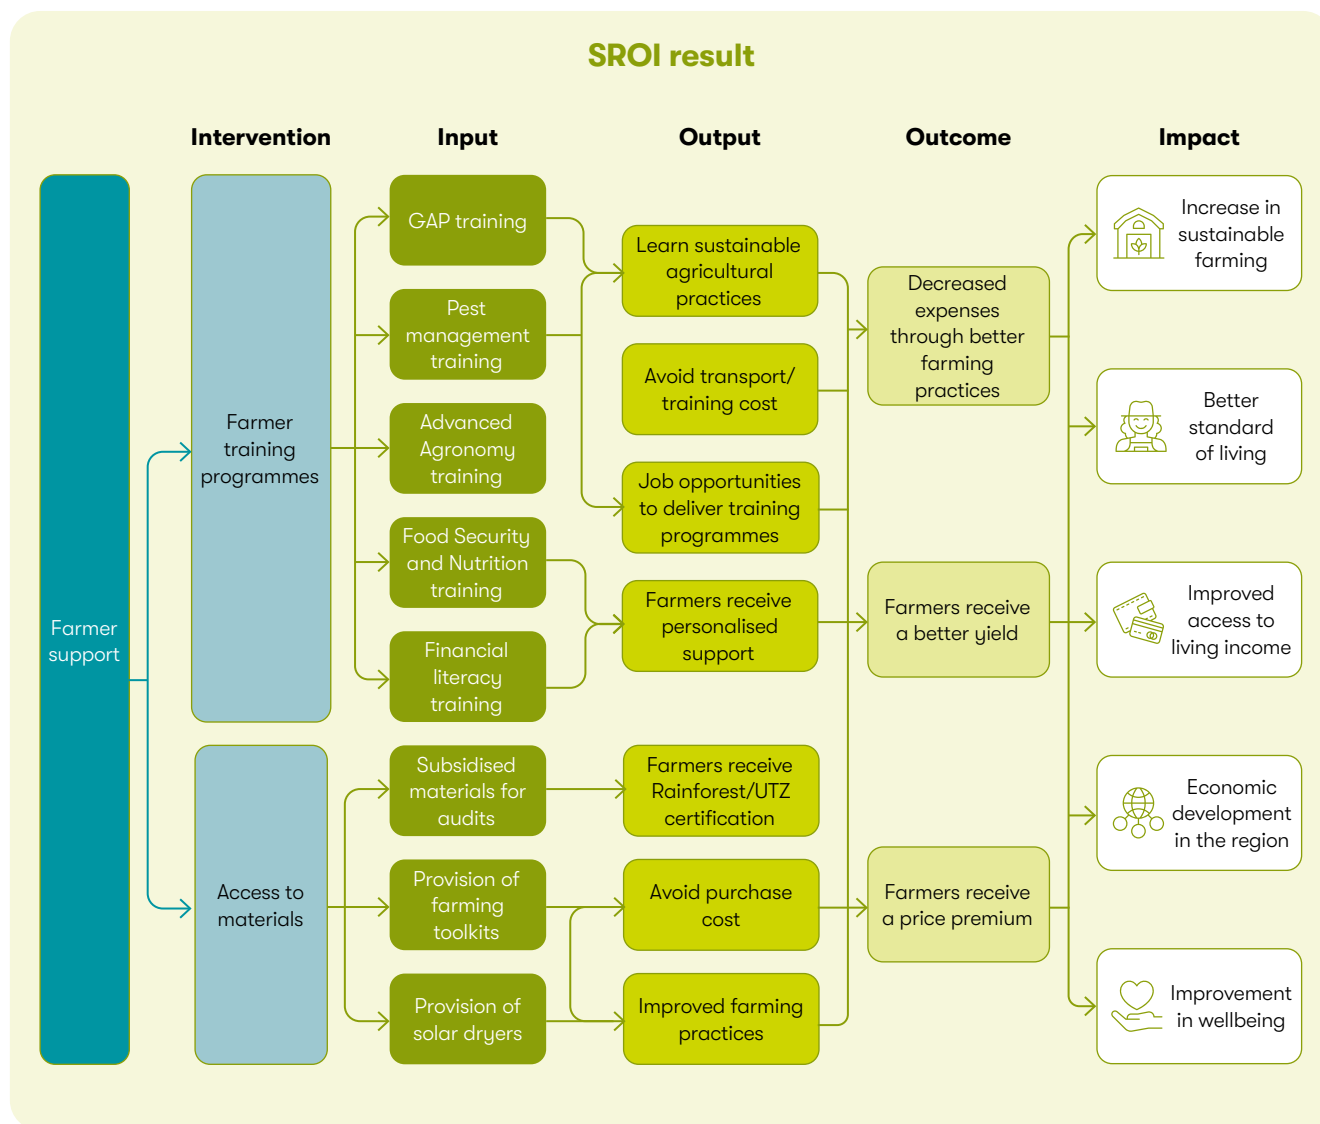 SROI result
Intervention
Input
Output
Outcome
Impact
Farmer
support
Farmer
training
programmes
Access to
materials
GAP training
Pest
management
training
Advanced
Agronomy
training
Food Security
and Nutrition
training
Financial
literacy
training
Subsidised
materials for
audits
Provision of
farming
toolkits
Provision of
solar dryers
Learn sustainable
agricultural
practices
Avoid transport/
training cost
Job opportunities
to deliver training
programmes
Farmers receive
personalised
support
Farmers receive
Rainforest/UTZ
certification
Avoid purchase
cost
Improved farming
practices
Decreased
expenses
through better
farming
practices
Farmers receive
a better yield
Farmers receive
a price premium
Increase in
sustainable
farming
Better
standard
of living
Improved
access to
living income
Economic
development
in the region
Improvement
in wellbeing